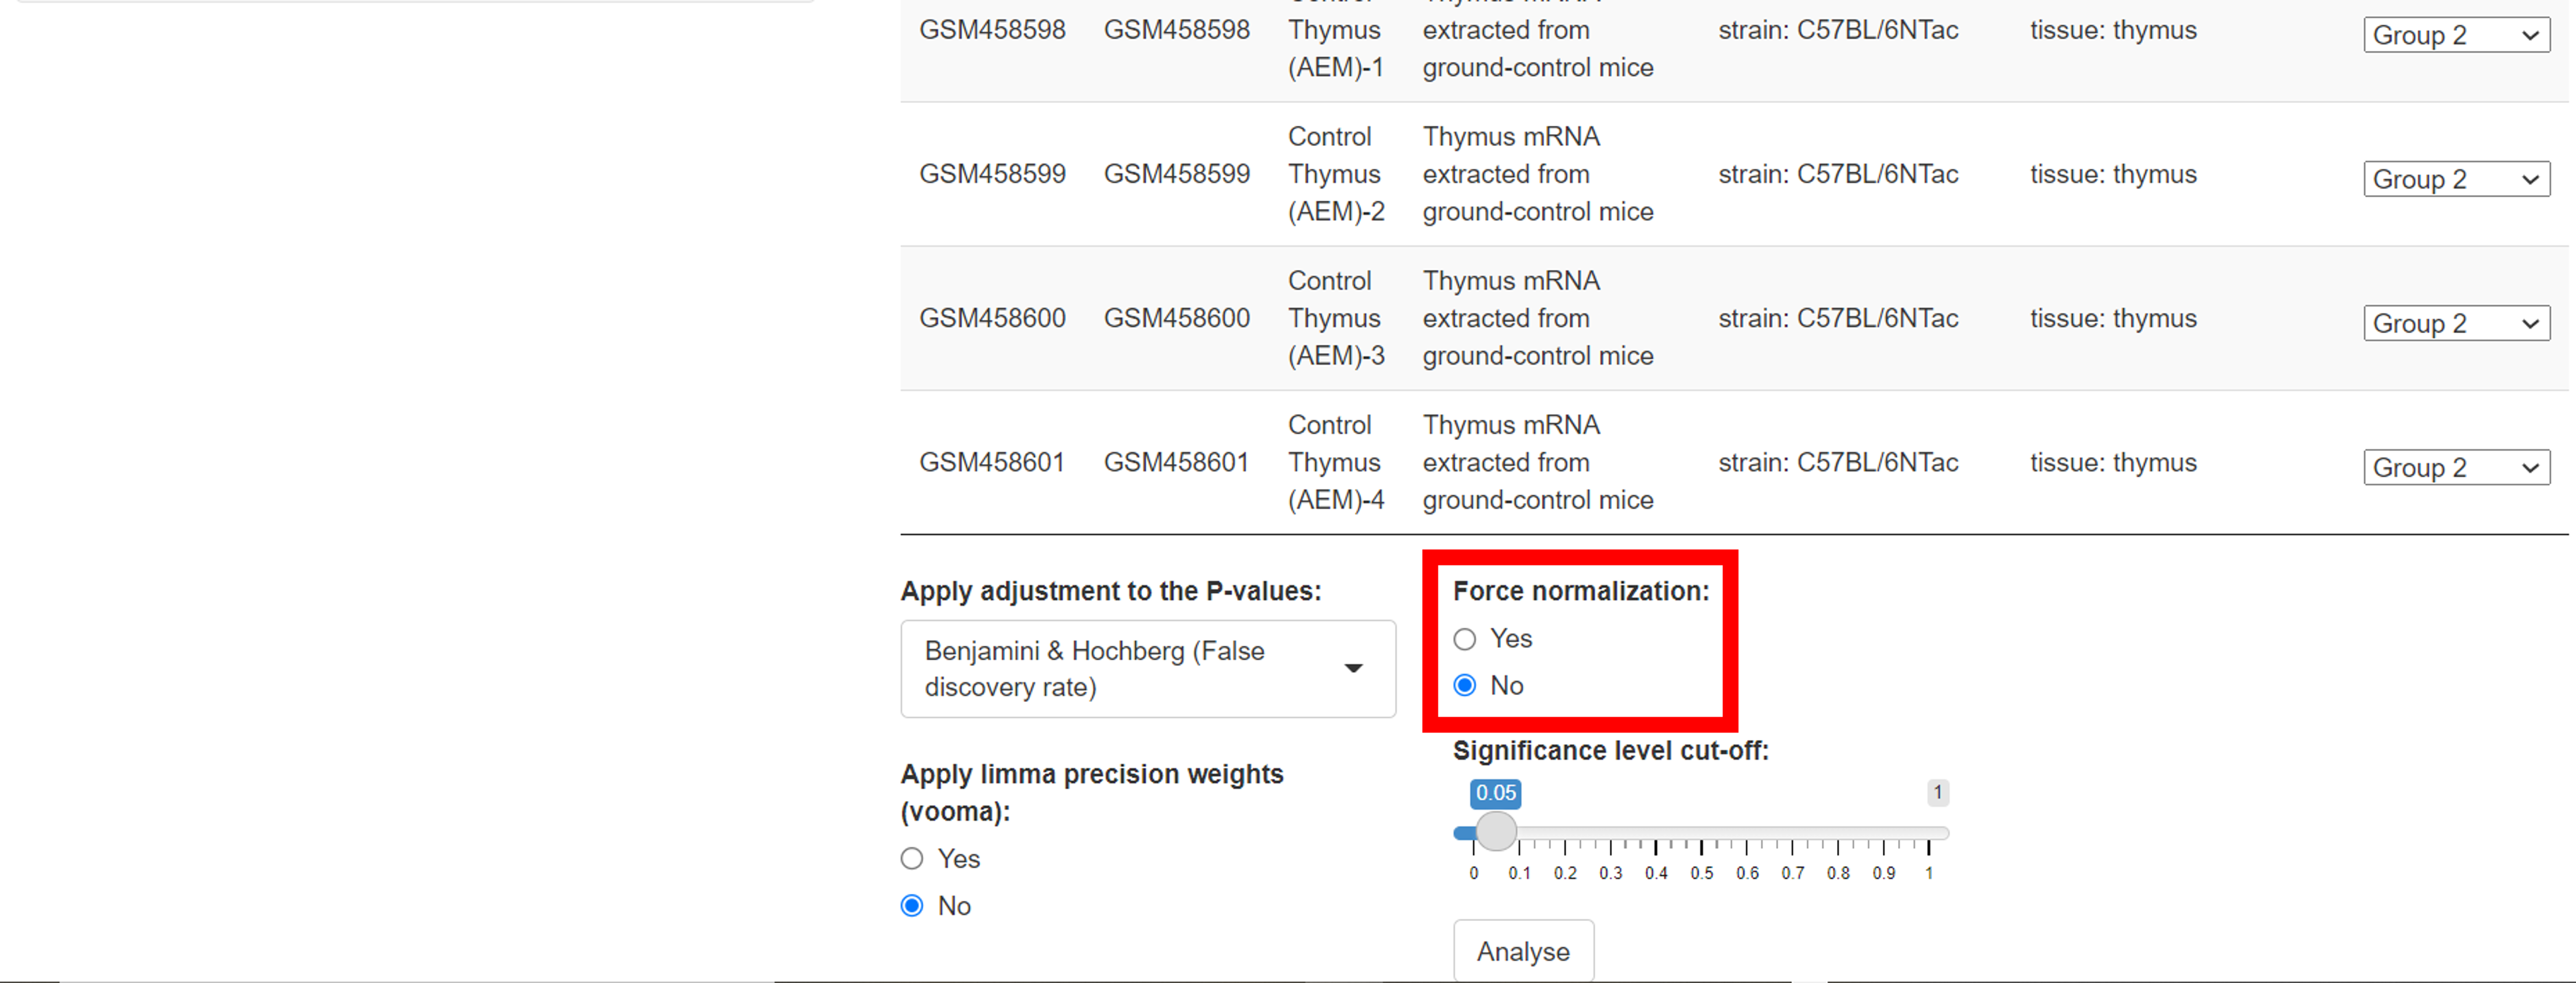 GSM458598 GSM458598 Thymus extracted from strain: C57BL/6NTac tissue: thymus Group 2
(AEM)-1 ground-control mice
Control Thymus mRNA
GSM458599 GSM458599 Thymus extracted from strain: C57BL/6NTac tissue: thymus Group 2
(AEM)-2 ground-control mice
Control Thymus mRNA
GSM458600 GSM458600 Thymus extracted from strain: C57BL/6NTac tissue: thymus Group 2
(AEM)-3 ground-control mice
Control Thymus mRNA
GSM458601 GSM458601 Thymus extracted from strain: C57BL/6NTac tissue: thymus Group 2
(AEM)-4 ground-control mice
Apply adjustment to the P-values:
Benjamini & Hochberg (False
discovery rate)
Apply limma precision weights
(vooma):
Yes
No
Force normalization:
Yes
No
Significance level cut-off:
0.05 1
0 0.1 0.2 0.3 0.4 0.5 0.6 0.7 0.8 0.9 1
Analyse